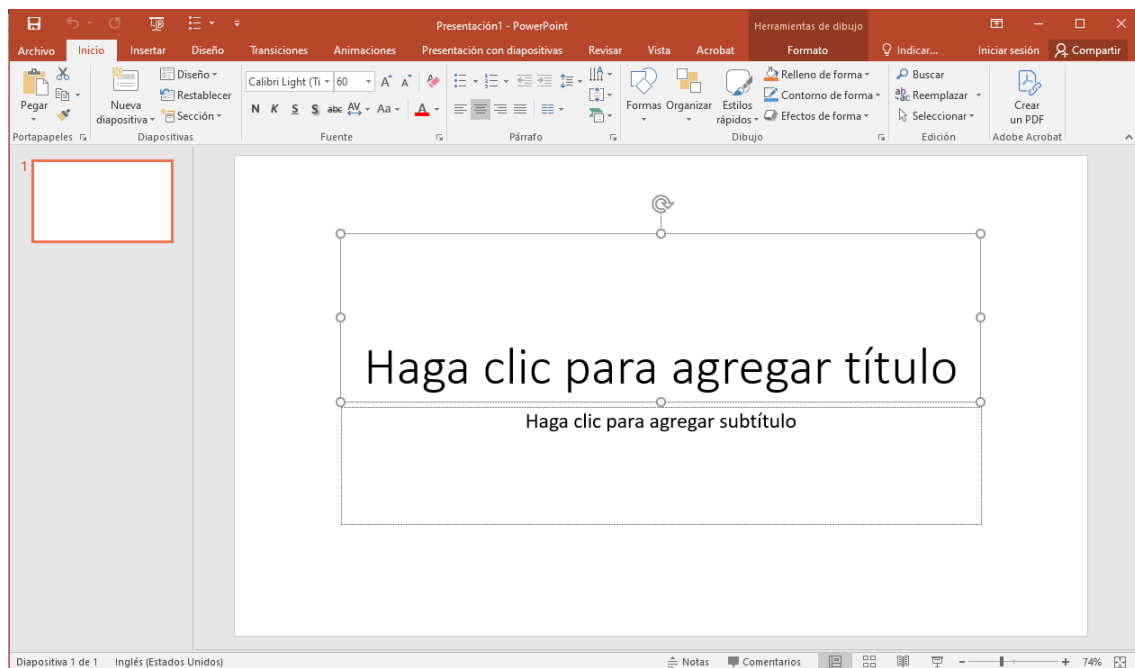 Presentación1 - PowerPoint
Herramientas de dibujo
Archivo Inicio Insertar Diseño Transiciones Animaciones Presentación con diapositivas Revisar Vista Acrobat Formato Indicar... Iniciar sesión Compartir
Pegar
Nueva
diapositiva
Diseño
Restablecer
Sección
Calibri Light (Tí 60 A A
N K S S abc AV Aa A
Formas Organizar Estilos
rápidos
Relleno de forma
Contorno de forma
Efectos de forma
Buscar
Reemplazar
Seleccionar
Crear
un PDF
Portapapeles Diapositivas Fuente Párrafo Dibujo Edición Adobe Acrobat
1
Haga clic para agregar título
Haga clic para agregar subtítulo
Diapositiva 1 de 1 Inglés (Estados Unidos) Notas Comentarios 74%